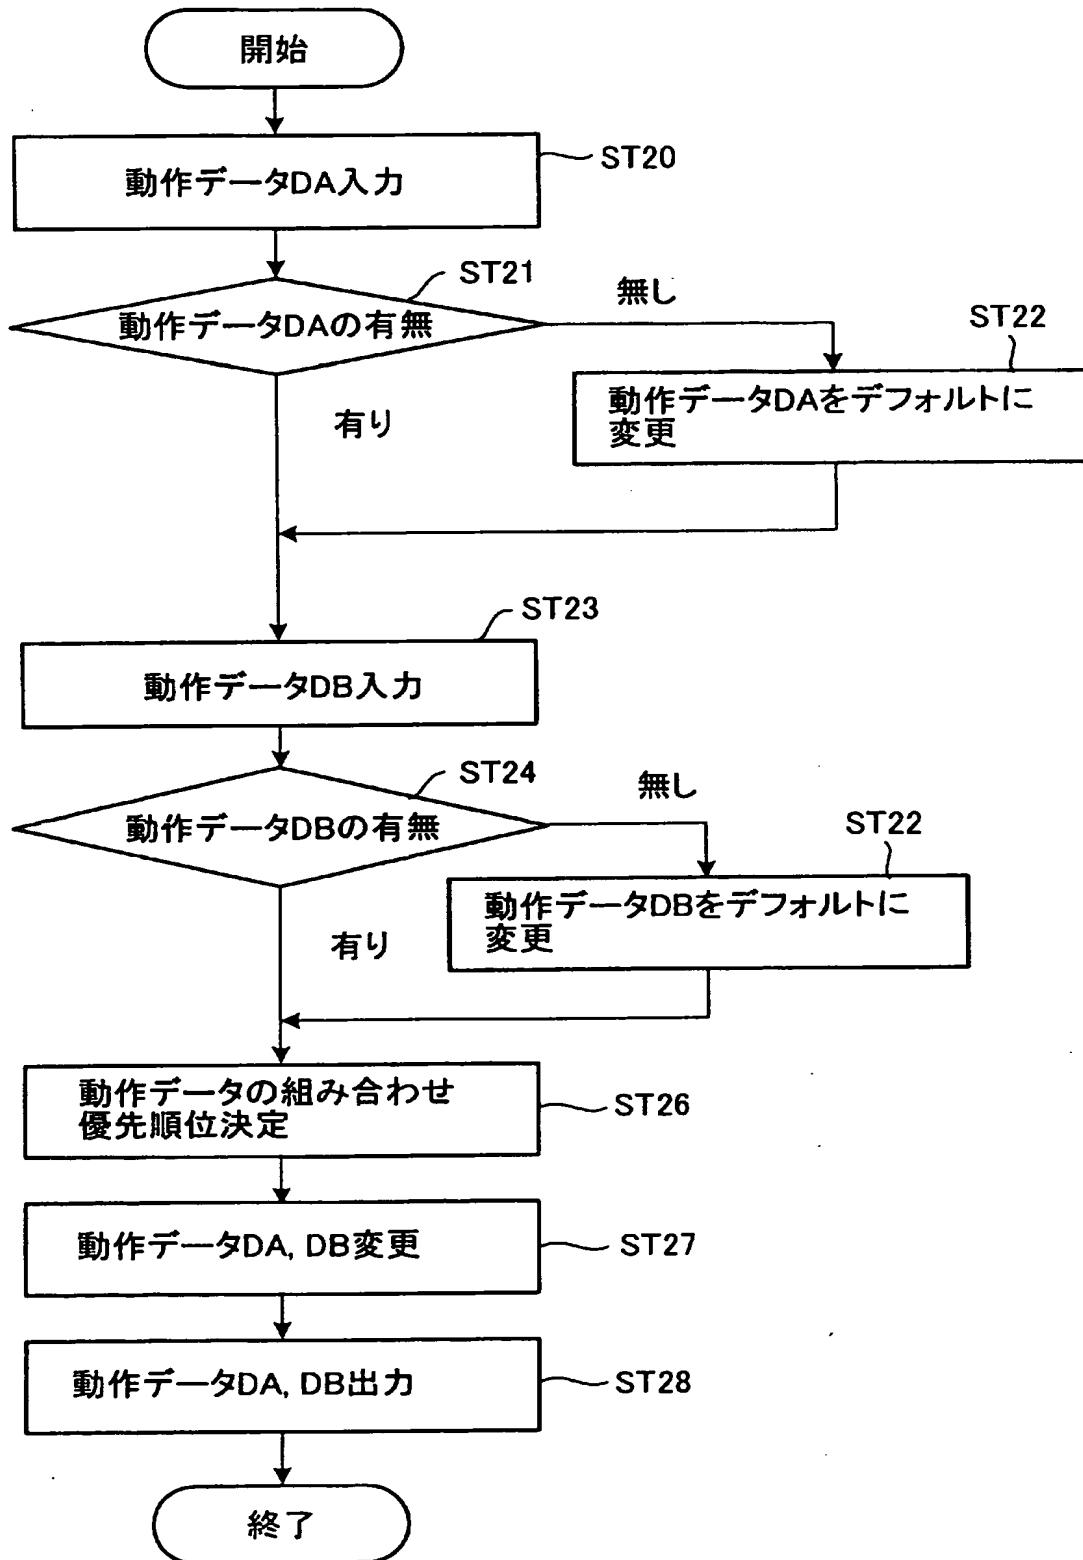 開始
動作データDA入力
ST20
ST21
動作データDAの有無
無し
ST22
動作データDAをデフォルトに
変更
有り
ST23
動作データDB入力
ST24
動作データDBの有無
無し
ST22
動作データDBをデフォルトに
変更
有り
動作データの組み合わせ
優先順位決定
ST26
動作データDA, DB変更
ST27
動作データDA, DB出力
ST28
終了